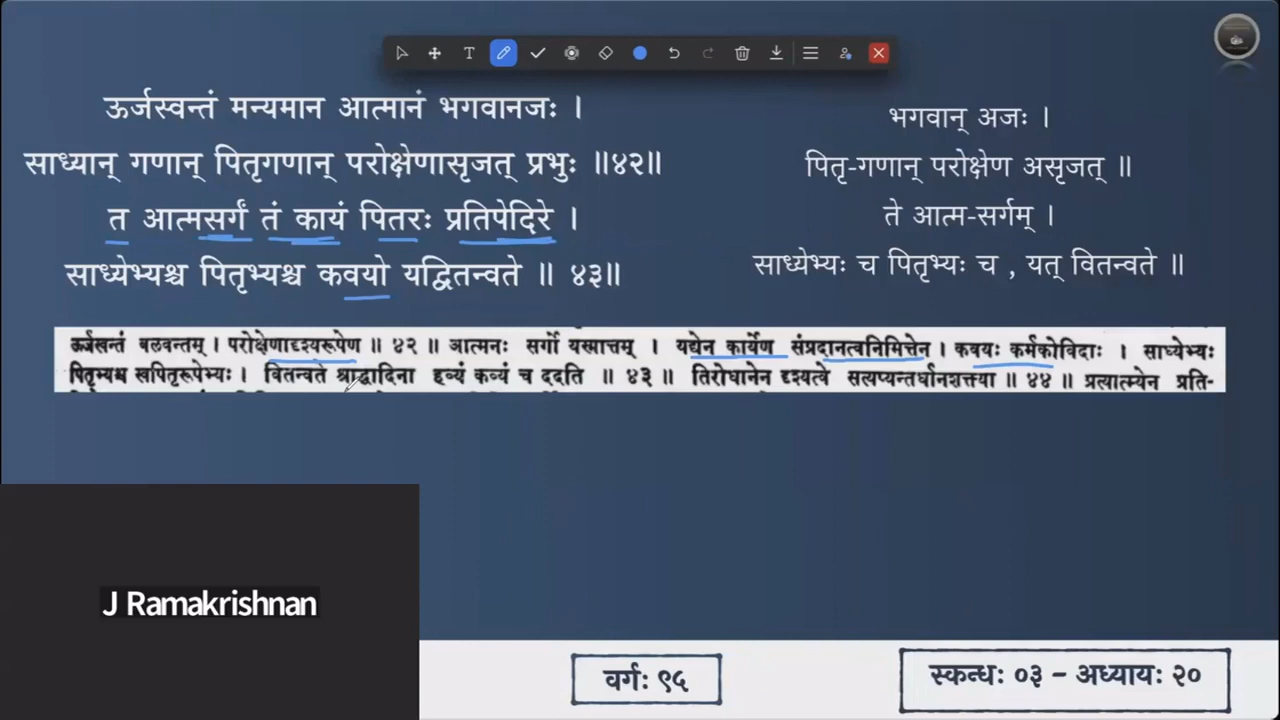 ऊर्जस्वन्तं मन्यमान आत्मानं भगवानजः ।
साध्यान् गणान् पितृगणान् परोक्षेणासृजत् प्रभुः ॥४२॥
त आत्मसर्गं तं कायं पितरः प्रतिपेदिरे ।
साध्येभ्यश्च पितृभ्यश्च कवयो यद्वितन्वते ॥ ४३॥
भगवान् अजः ।
पितृ-गणान् परोक्षेण असृजत् ॥
ते आत्म-सर्गम् ।
साध्येभ्यः च पितृभ्यः च , यत् वितन्वते ॥
ऊर्जस्वन्तं बलवन्तम् । परोक्षेणादृश्यरूपेण ॥ ४२ ॥ आत्मनः सर्गो यस्मात्तम् । यद्येन कार्येण संप्रदानत्वनिमित्तेन । कवयः कर्मकोविदाः । साध्येभ्यः
पितृभ्यश्च स्वपितृरूपेभ्यः । वितन्वते श्राद्धादिना हव्यं कव्यं च ददति ॥ ४३ ॥ तिरोधानेन दृश्यत्वे सत्यप्यन्तर्धानशक्त्या ॥ ४४ ॥ प्रत्यात्म्येन प्रति-
J Ramakrishnan
वर्गः ९५
स्कन्धः ०३ – अध्यायः २०